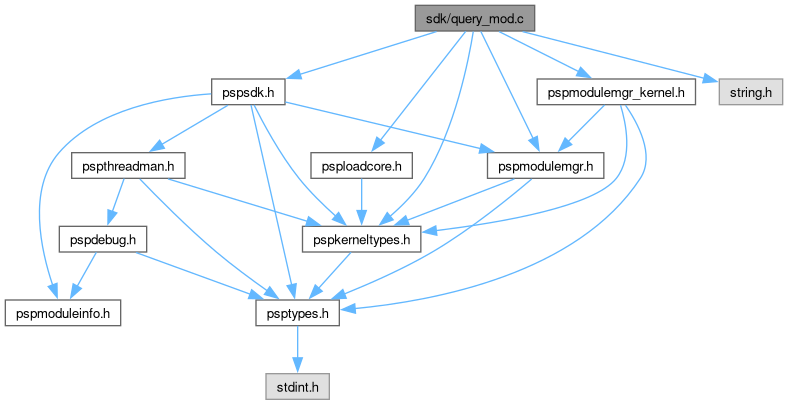 sdk/query_mod.c
pspsdk.h
pspmodulemgr_kernel.h
string.h
pspthreadman.h
psploadcore.h
pspmodulemgr.h
pspdebug.h
pspkerneltypes.h
pspmoduleinfo.h
psptypes.h
stdint.h